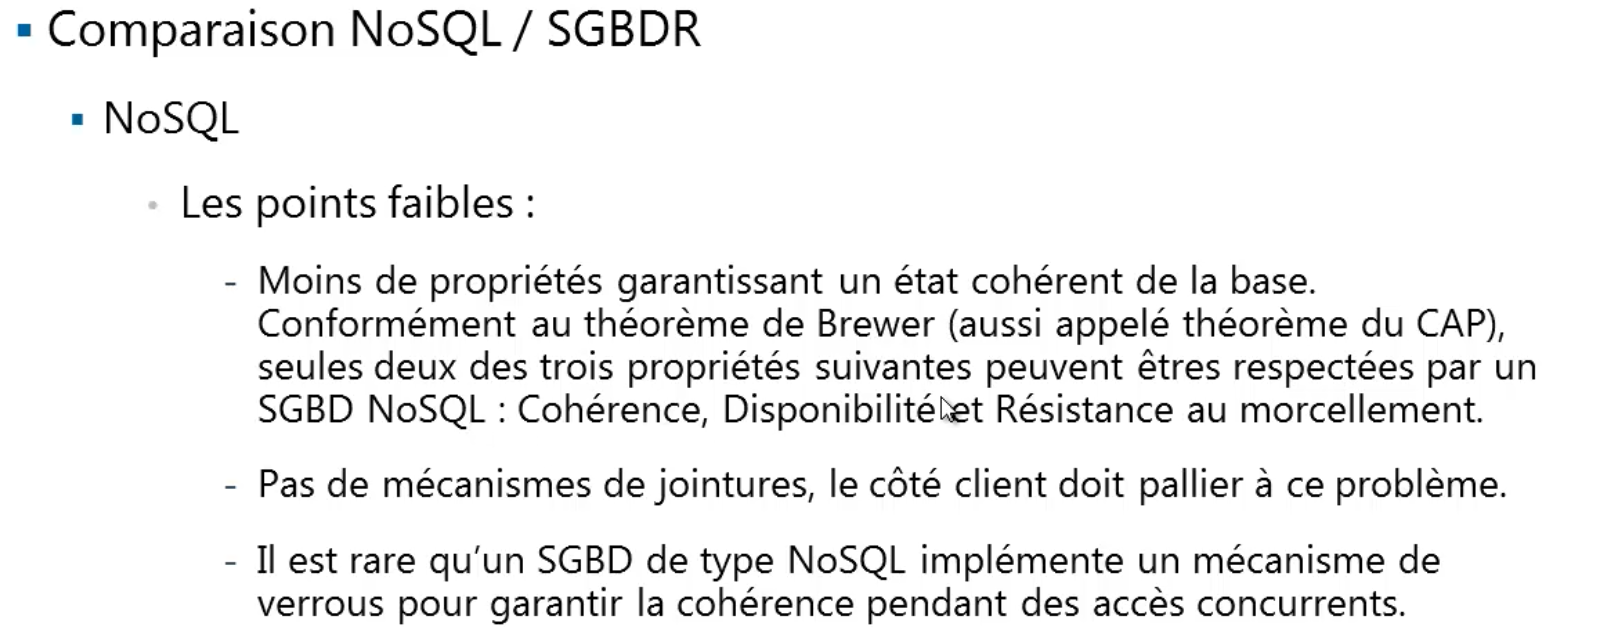 Comparaison NoSQL / SGBDR
NoSQL
Les points faibles :
- Moins de propriétés garantissant un état cohérent de la base.
Conformément au théorème de Brewer (aussi appelé théorème du CAP),
seules deux des trois propriétés suivantes peuvent êtres respectées par un
SGBD NoSQL : Cohérence, Disponibilité et Résistance au morcellement.
- Pas de mécanismes de jointures, le côté client doit pallier à ce problème.
- Il est rare qu’un SGBD de type NoSQL implémente un mécanisme de
verrous pour garantir la cohérence pendant des accès concurrents.